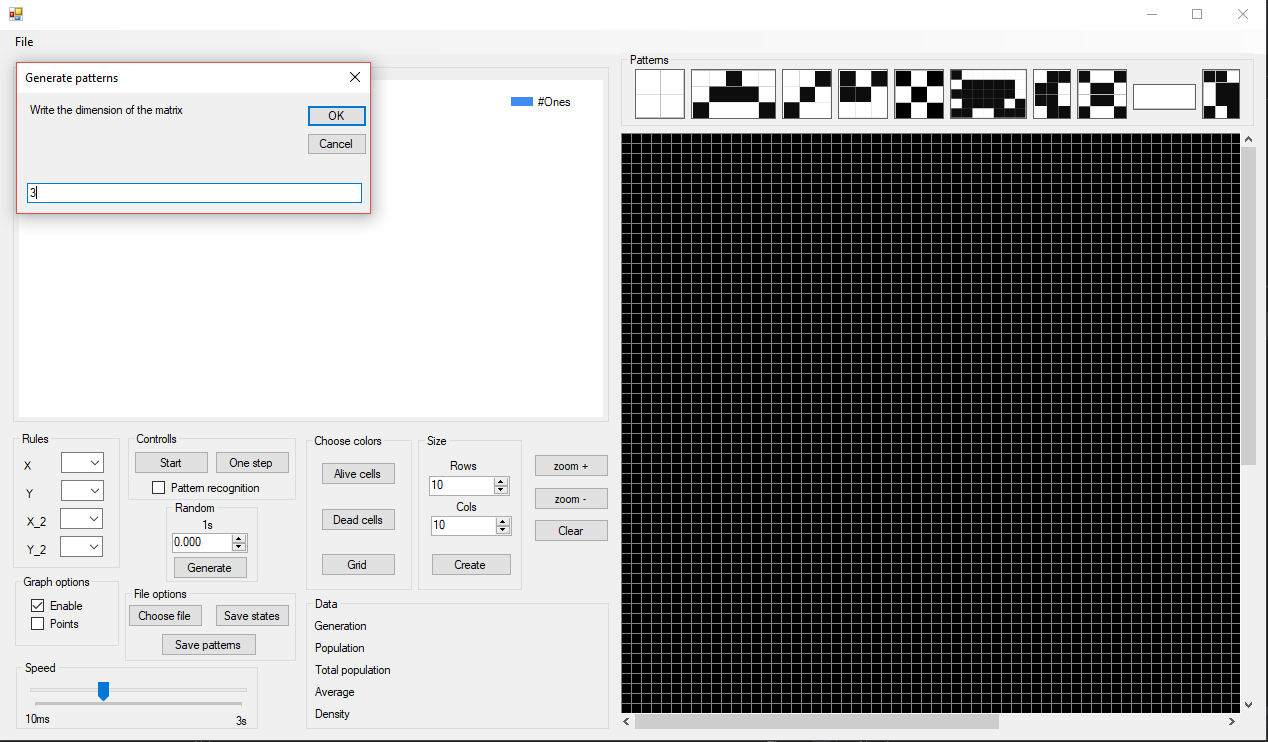 File
Generate patterns
Write the dimension of the matrix
OK
Cancel
3
#Ones
Patterns
Rules
X
Y
X_2
Y_2
Controlls
Start
One step
Pattern recognition
Random
1s
0.000
Generate
Choose colors
Alive cells
Dead cells
Grid
Size
Rows
10
Cols
10
Create
zoom +
zoom -
Clear
Graph options
Enable
Points
File options
Choose file
Save states
Save patterns
Speed
10ms
3s
Data
Generation
Population
Total population
Average
Density